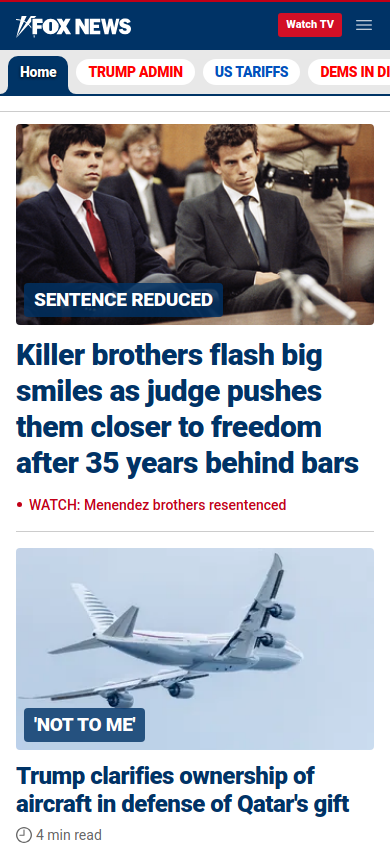 FOX NEWS
Watch TV
Home
TRUMP ADMIN
US TARIFFS
DEMS IN DI
SENTENCE REDUCED
Killer brothers flash big
smiles as judge pushes
them closer to freedom
after 35 years behind bars
• WATCH: Menendez brothers resentenced
'NOT TO ME'
Trump clarifies ownership of
aircraft in defense of Qatar's gift
4 min read